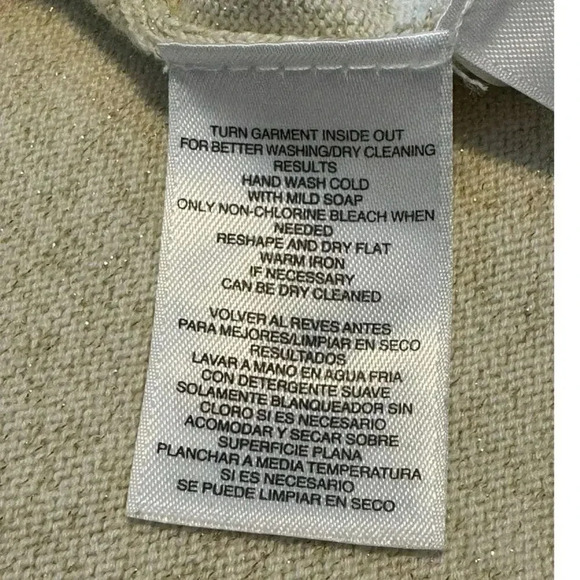 TURN GARMENT INSIDE OUT
FOR BETTER WASHING/DRY CLEANING
RESULTS
HAND WASH COLD
WITH MILD SOAP
ONLY NON-CHLORINE BLEACH WHEN
NEEDED
RESHAPE AND DRY FLAT
WARM IRON
IF NECESSARY
CAN BE DRY CLEANED
VOLVER AL REVES ANTES
PARA MEJORES/LIMPIAR EN SECO
RESULTADOS
LAVAR A MANO EN AGUA FRIA
CON DETERGENTE SUAVE
SOLAMENTE BLANQUEADOR SIN
CLORO SI ES NECESARIO
ACOMODAR Y SECAR SOBRE
SUPERFICIE PLANA
PLANCHAR A MEDIA TEMPERATURA
SI ES NECESARIO
SE PUEDE LIMPIAR EN SECO